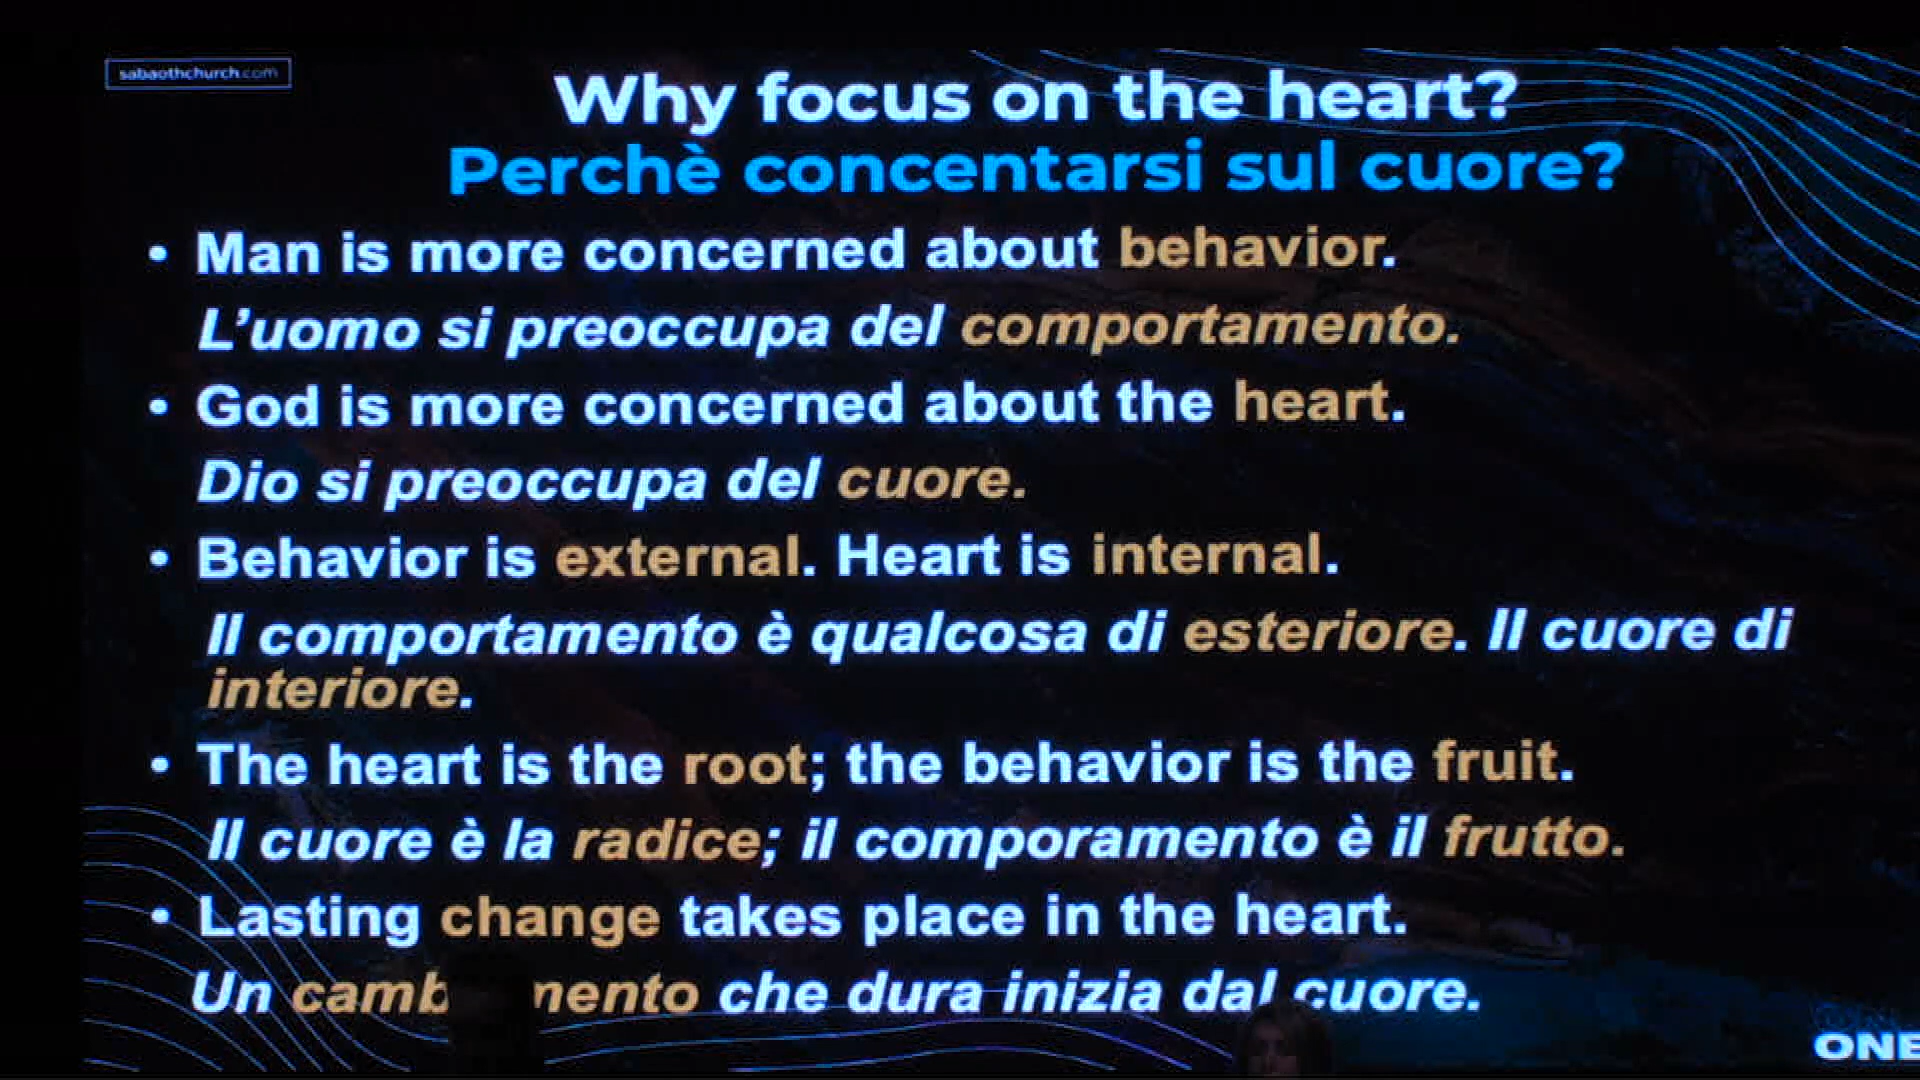 sabaothchurch.com
Why focus on the heart?
Perchè concentarsi sul cuore?
• Man is more concerned about behavior.
L’uomo si preoccupa del comportamento.
• God is more concerned about the heart.
Dio si preoccupa del cuore.
• Behavior is external. Heart is internal.
Il comportamento è qualcosa di esteriore. Il cuore di
interiore.
• The heart is the root; the behavior is the fruit.
Il cuore è la radice; il comporamento è il frutto.
• Lasting change takes place in the heart.
Un che dura inizia dal cuore.
ONE